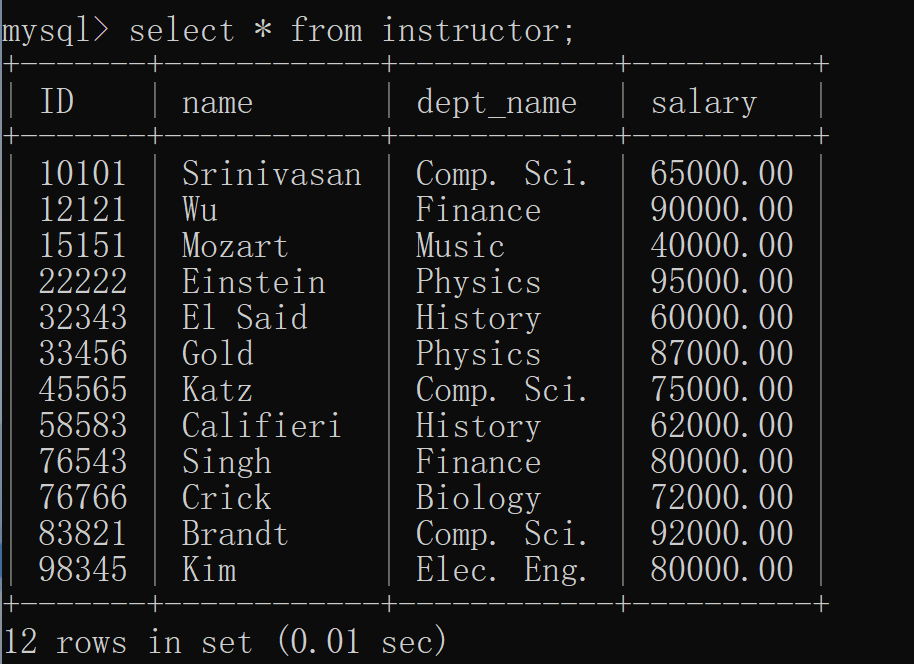 mysql> select * from instructor;
+-------+------------+------------+----------+
| ID    | name       | dept_name  | salary   |
+-------+------------+------------+----------+
| 10101 | Srinivasan | Comp. Sci. | 65000.00 |
| 12121 | Wu         | Finance    | 90000.00 |
| 15151 | Mozart     | Music      | 40000.00 |
| 22222 | Einstein   | Physics    | 95000.00 |
| 32343 | El Said    | History    | 60000.00 |
| 33456 | Gold       | Physics    | 87000.00 |
| 45565 | Katz       | Comp. Sci. | 75000.00 |
| 58583 | Califieri  | History    | 62000.00 |
| 76543 | Singh      | Finance    | 80000.00 |
| 76766 | Crick      | Biology    | 72000.00 |
| 83821 | Brandt     | Comp. Sci. | 92000.00 |
| 98345 | Kim        | Elec. Eng. | 80000.00 |
+-------+------------+------------+----------+
12 rows in set (0.01 sec)